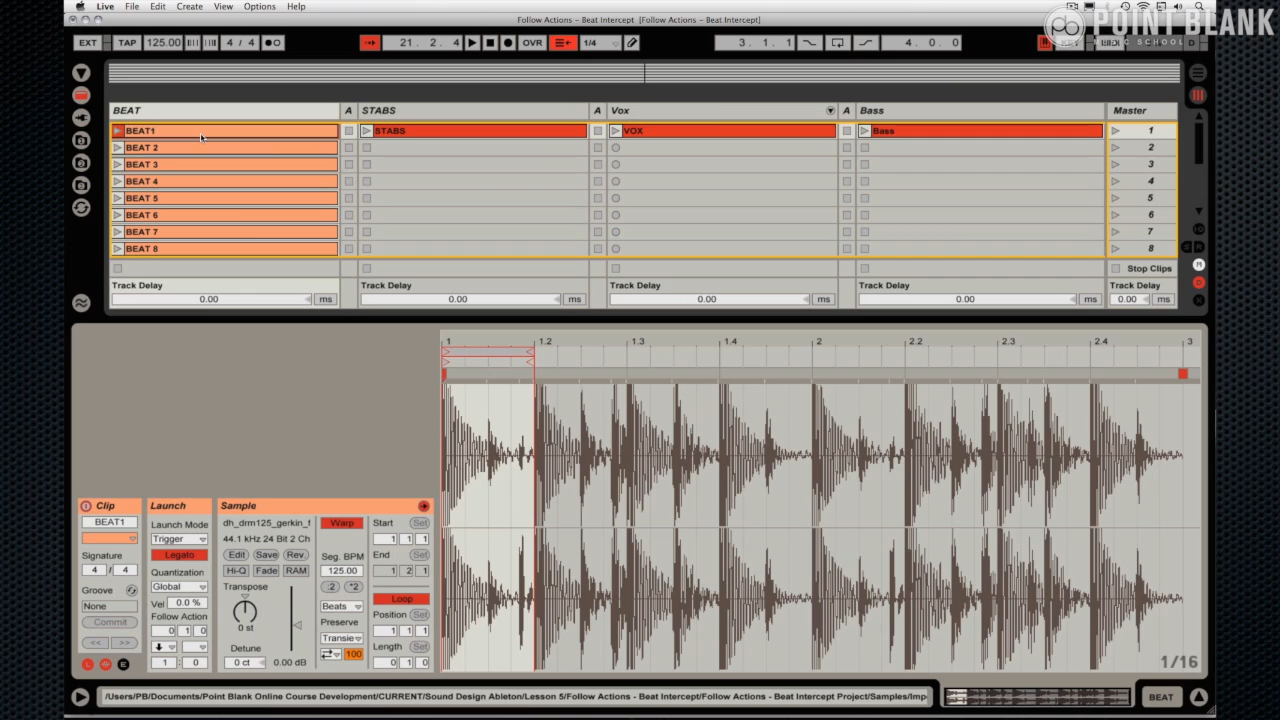 Live File Edit Create View Options Help
Follow Actions – Beat Intercept [Follow Actions – Beat Intercept]
POINT BLANK
MUSIC SCHOOL
EXT TAP 125.00 4 / 4 21. 2. 4 OVR 1/4 3. 1. 1 4. 0. 0
BEAT A STABS A Vox A Bass Master
BEAT1 STABS VOX Bass 1
BEAT 2 2
BEAT 3 3
BEAT 4 4
BEAT 5 5
BEAT 6 6
BEAT 7 7
BEAT 8 8
Stop Clips
Track Delay Track Delay Track Delay Track Delay Track Delay
0.00 ms 0.00 ms 0.00 ms 0.00 ms 0.00 ms
1 1.2 1.3 1.4 2 2.2 2.3 2.4 3
Clip Launch Sample
BEAT1 Launch Mode dh_drm125_gerkin_f Warp Start Set
Trigger 44.1 kHz 24 Bit 2 Ch 1 1 1
Signature Legato Edit Save Rev. Seg. BPM End Set
4 / 4 Quantization Hi-Q Fade RAM 125.00 1 2 1
Groove Global Transpose :2 *2
None Vel 0.0 % Beats Loop
Commit Follow Action 0 st Preserve Position Set
0 1 0 Transie 1 1 1
<< >> Detune 100 Length Set
1 : 0 0 ct 0.00 dB 0 1 0
L E
1/16
/Users/PB/Documents/Point Blank Online Course Development/CURRENT/Sound Design Ableton/Lesson 5/Follow Actions - Beat Intercept/Follow Actions - Beat Intercept Project/Samples/Imp
BEAT